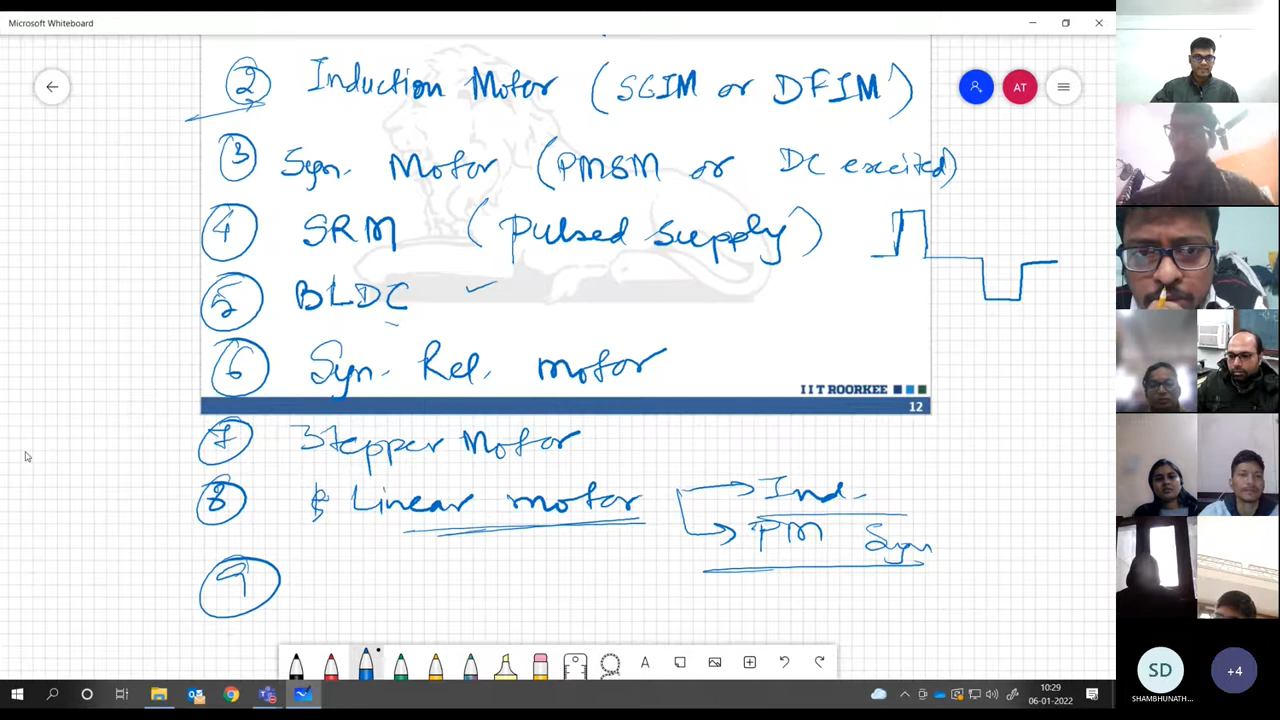 Microsoft Whiteboard
2 Induction Motor (SCIM or DFIM)
AT
3 Syn. Motor (PMSM or DC excited)
4 SRM (Pulsed Supply)
5 BLDC ✓
6 Syn. Rel. motor
IIT ROORKEE
12
7 Stepper Motor
8 Linear motor
Ind.
PM Syn
9
A
SD
SHAMBHUNATH...
+4
10:29
06-01-2022